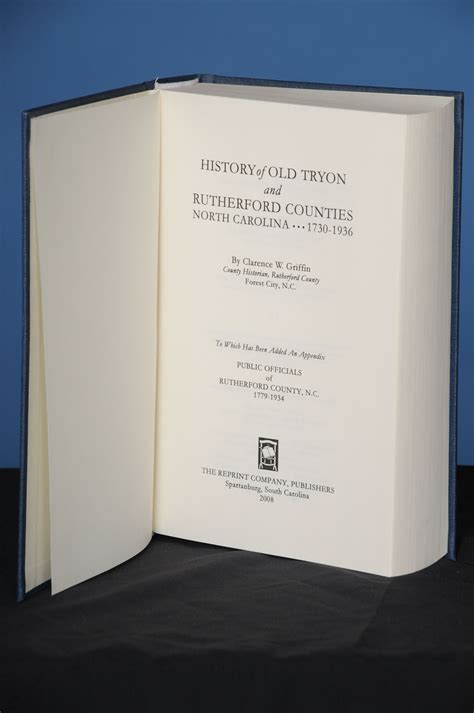 HISTORY of OLD TRYON
and
RUTHERFORD COUNTIES
NORTH CAROLINA ••• 1730-1936
By Clarence W. Griffin
County Historian, Rutherford County
Forest City, N.C.
To Which Has Been Added An Appendix
PUBLIC OFFICIALS
of
RUTHERFORD COUNTY, N.C.
1779-1934
THE REPRINT COMPANY, PUBLISHERS
Spartanburg, South Carolina
2008